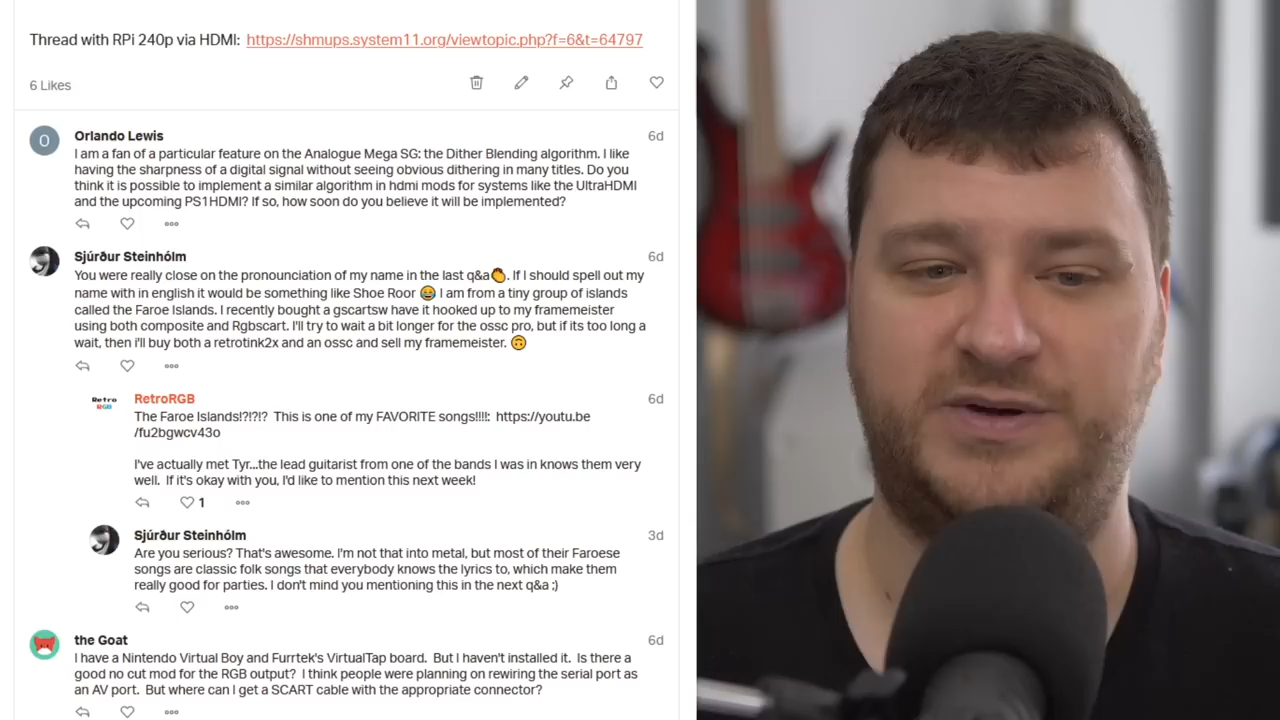 Thread with RPi 240p via HDMI: https://shmups.system11.org/viewtopic.php?f=6&t=64797
6 Likes
O
Orlando Lewis 6d
I am a fan of a particular feature on the Analogue Mega SG: the Dither Blending algorithm. I like
having the sharpness of a digital signal without seeing obvious dithering in many titles. Do you
think it is possible to implement a similar algorithm in hdmi mods for systems like the UltraHDMI
and the upcoming PS1HDMI? If so, how soon do you believe it will be implemented?
Sjúrður Steinhólm 6d
You were really close on the pronounciation of my name in the last q&a👏. If I should spell out my
name with in english it would be something like Shoe Roor 😂 I am from a tiny group of islands
called the Faroe Islands. I recently bought a gscartsw have it hooked up to my framemeister
using both composite and Rgbscart. I'll try to wait a bit longer for the ossc pro, but if its too long a
wait, then i'll buy both a retrotink2x and an ossc and sell my framemeister. 🙃
Retro
RGB
RetroRGB 6d
The Faroe Islands!?!?!? This is one of my FAVORITE songs!!!!: https://youtu.be
/fu2bgwcv43o
I've actually met Tyr...the lead guitarist from one of the bands I was in knows them very
well. If it's okay with you, I'd like to mention this next week!
1
Sjúrður Steinhólm 3d
Are you serious? That's awesome. I'm not that into metal, but most of their Faroese
songs are classic folk songs that everybody knows the lyrics to, which make them
really good for parties. I don't mind you mentioning this in the next q&a ;)
the Goat 6d
I have a Nintendo Virtual Boy and Furrtek's VirtualTap board. But I haven't installed it. Is there a
good no cut mod for the RGB output? I think people were planning on rewiring the serial port as
an AV port. But where can I get a SCART cable with the appropriate connector?